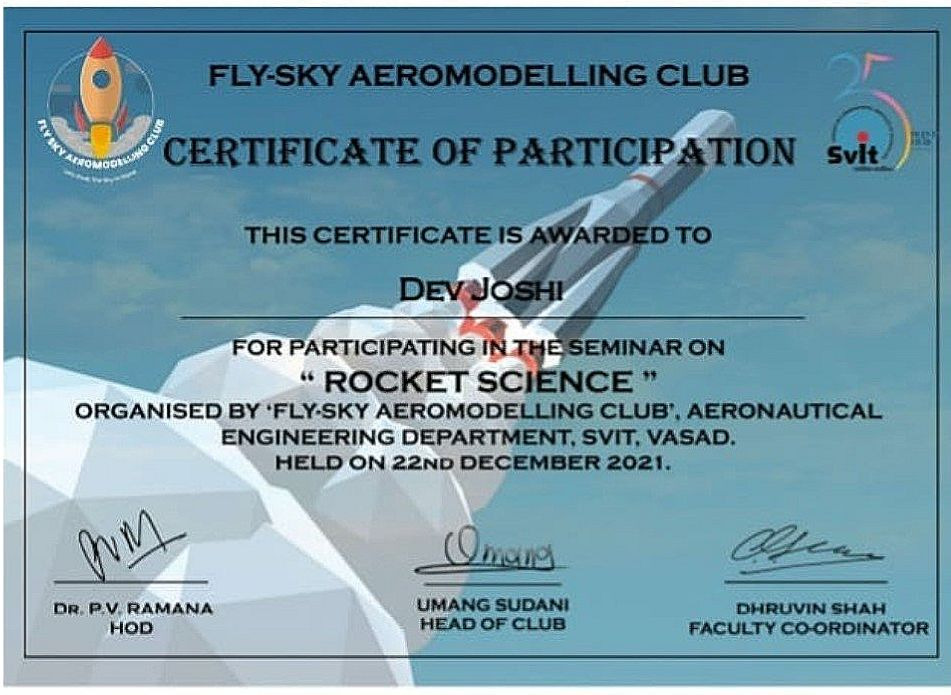 FLY-SKY AEROMODELLING CLUB
FLY SKY AEROMODELLING CLUB
25
Svit
CERTIFICATE OF PARTICIPATION
THIS CERTIFICATE IS AWARDED TO
DEV JOSHI
FOR PARTICIPATING IN THE SEMINAR ON
“ ROCKET SCIENCE ”
ORGANISED BY ‘FLY-SKY AEROMODELLING CLUB’, AERONAUTICAL
ENGINEERING DEPARTMENT, SVIT, VASAD.
HELD ON 22ND DECEMBER 2021.
Umang
DR. P.V. RAMANA
HOD
UMANG SUDANI
HEAD OF CLUB
DHRUVIN SHAH
FACULTY CO-ORDINATOR